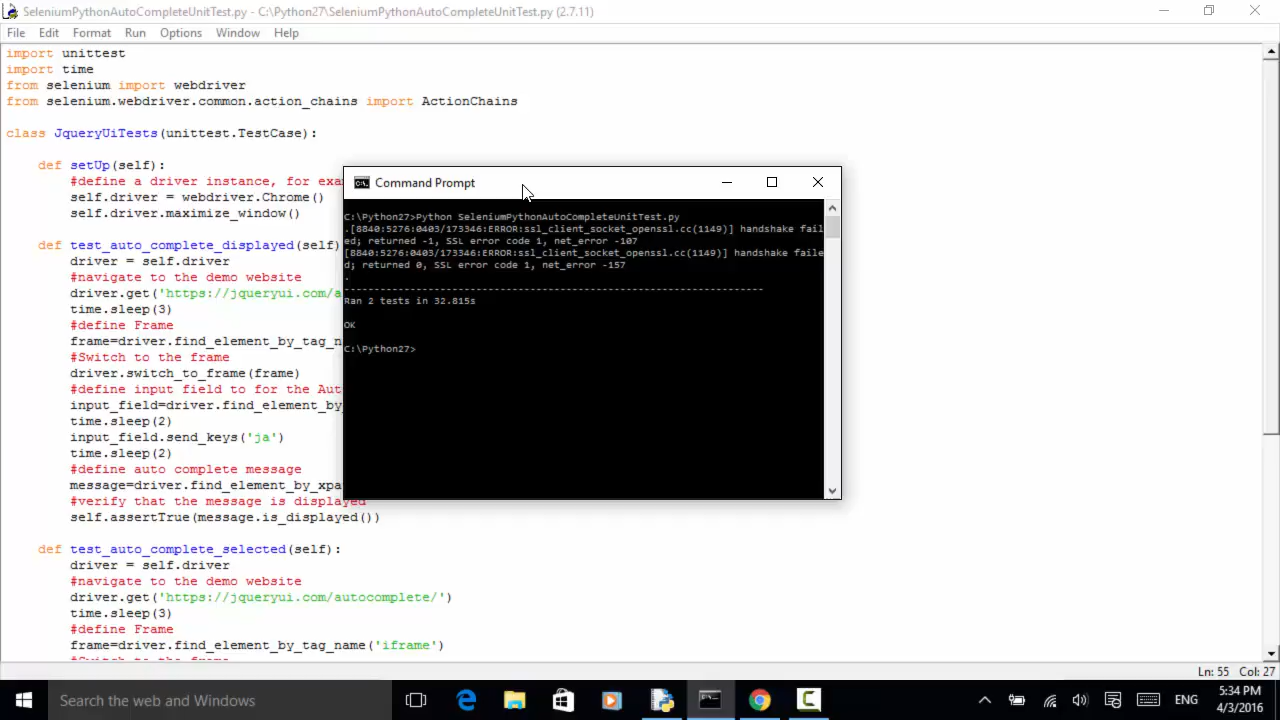 SeleniumPythonAutoCompleteUnitTest.py - C:\Python27\SeleniumPythonAutoCompleteUnitTest.py (2.7.11)
File Edit Format Run Options Window Help
import unittest
import time
from selenium import webdriver
from selenium.webdriver.common.action_chains import ActionChains
class JqueryUiTests(unittest.TestCase):
def setUp(self):
#define a driver instance, for exa
self.driver = webdriver.Chrome()
self.driver.maximize_window()
def test_auto_complete_displayed(self)
driver = self.driver
#navigate to the demo website
driver.get('https://jqueryui.com/a
time.sleep(3)
#define Frame
frame=driver.find_element_by_tag_n
#Switch to the frame
driver.switch_to_frame(frame)
#define input field to for the Aut
input_field=driver.find_element_by_
time.sleep(2)
input_field.send_keys('ja')
time.sleep(2)
#define auto complete message
message=driver.find_element_by_xpa
#verify that the message is displayed
self.assertTrue(message.is_displayed())
def test_auto_complete_selected(self):
driver = self.driver
#navigate to the demo website
driver.get('https://jqueryui.com/autocomplete/')
time.sleep(3)
#define Frame
frame=driver.find_element_by_tag_name('iframe')
#Switch to the frame
Command Prompt
C:\Python27>Python SeleniumPythonAutoCompleteUnitTest.py
.[8840:5276:0403/173346:ERROR:ssl_client_socket_openssl.cc(1149)] handshake fail
ed; returned -1, SSL error code 1, net_error -107
[8840:5276:0403/173346:ERROR:ssl_client_socket_openssl.cc(1149)] handshake faile
d; returned 0, SSL error code 1, net_error -157
.
----------------------------------------------------------------------
Ran 2 tests in 32.815s
OK
C:\Python27>
Ln: 55 Col: 27
Search the web and Windows
ENG
5:34 PM
4/3/2016